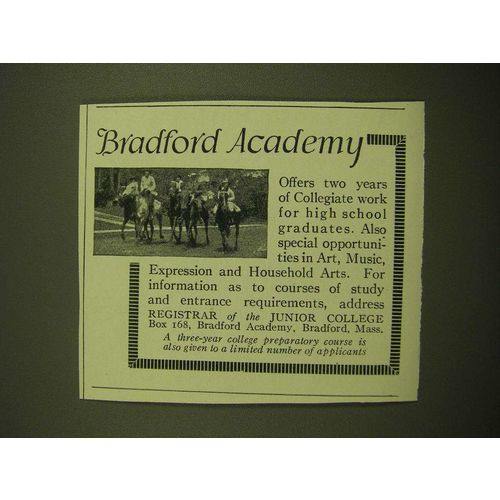 Bradford Academy
Offers two years
of Collegiate work
for high school
graduates. Also
special opportuni-
ties in Art, Music,
Expression and Household Arts. For
information as to courses of study
and entrance requirements, address
REGISTRAR of the JUNIOR COLLEGE
Box 168, Bradford Academy, Bradford, Mass.
A three-year college preparatory course is
also given to a limited number of applicants